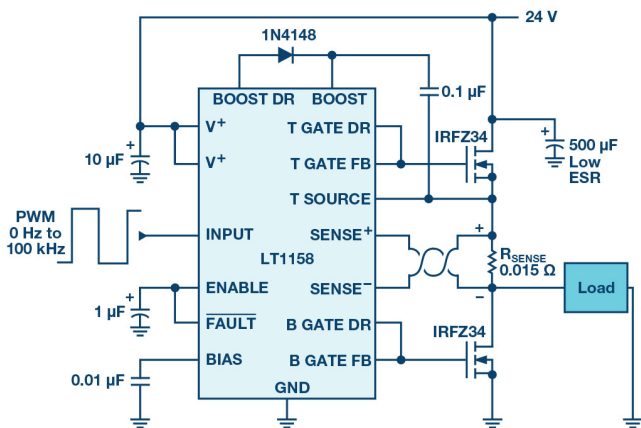 24 V
1N4148
BOOST DR
BOOST
0.1 µF
V+
T GATE DR
IRFZ34
10 µF
V+
T GATE FB
500 µF
Low
ESR
T SOURCE
PWM
0 Hz to
100 kHz
INPUT
SENSE+
+
RSENSE
0.015 Ω
LT1158
Load
ENABLE
SENSE−
−
1 µF
FAULT
B GATE DR
IRFZ34
BIAS
B GATE FB
0.01 µF
GND
+
+
+